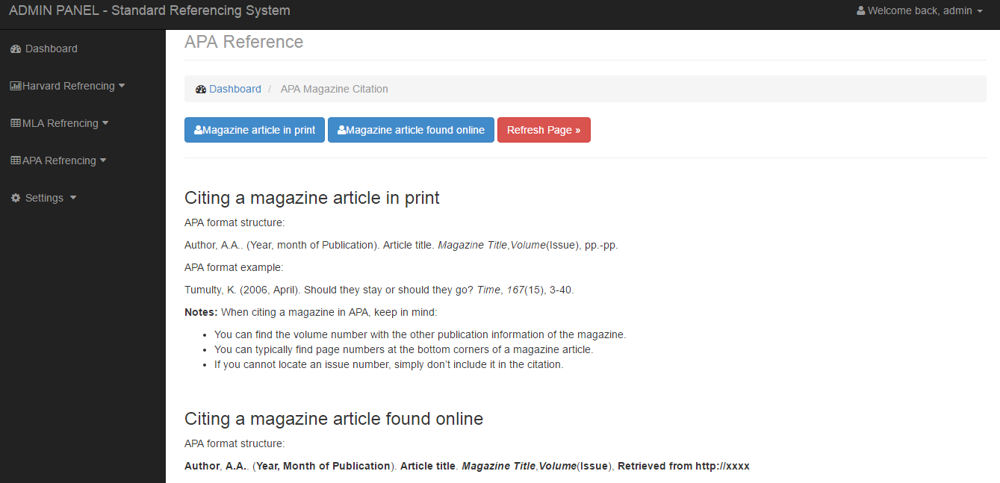 ADMIN PANEL - Standard Referencing System
Welcome back, admin
Dashboard
Harvard Refrencing
MLA Refrencing
APA Refrencing
Settings
APA Reference
Dashboard / APA Magazine Citation
Magazine article in print
Magazine article found online
Refresh Page »
Citing a magazine article in print
APA format structure:
Author, A.A.. (Year, month of Publication). Article title. Magazine Title,Volume(Issue), pp.-pp.
APA format example:
Tumulty, K. (2006, April). Should they stay or should they go? Time, 167(15), 3-40.
Notes: When citing a magazine in APA, keep in mind:
• You can find the volume number with the other publication information of the magazine.
• You can typically find page numbers at the bottom corners of a magazine article.
• If you cannot locate an issue number, simply don’t include it in the citation.
Citing a magazine article found online
APA format structure:
Author, A.A.. (Year, Month of Publication). Article title. Magazine Title,Volume(Issue), Retrieved from http://xxxx